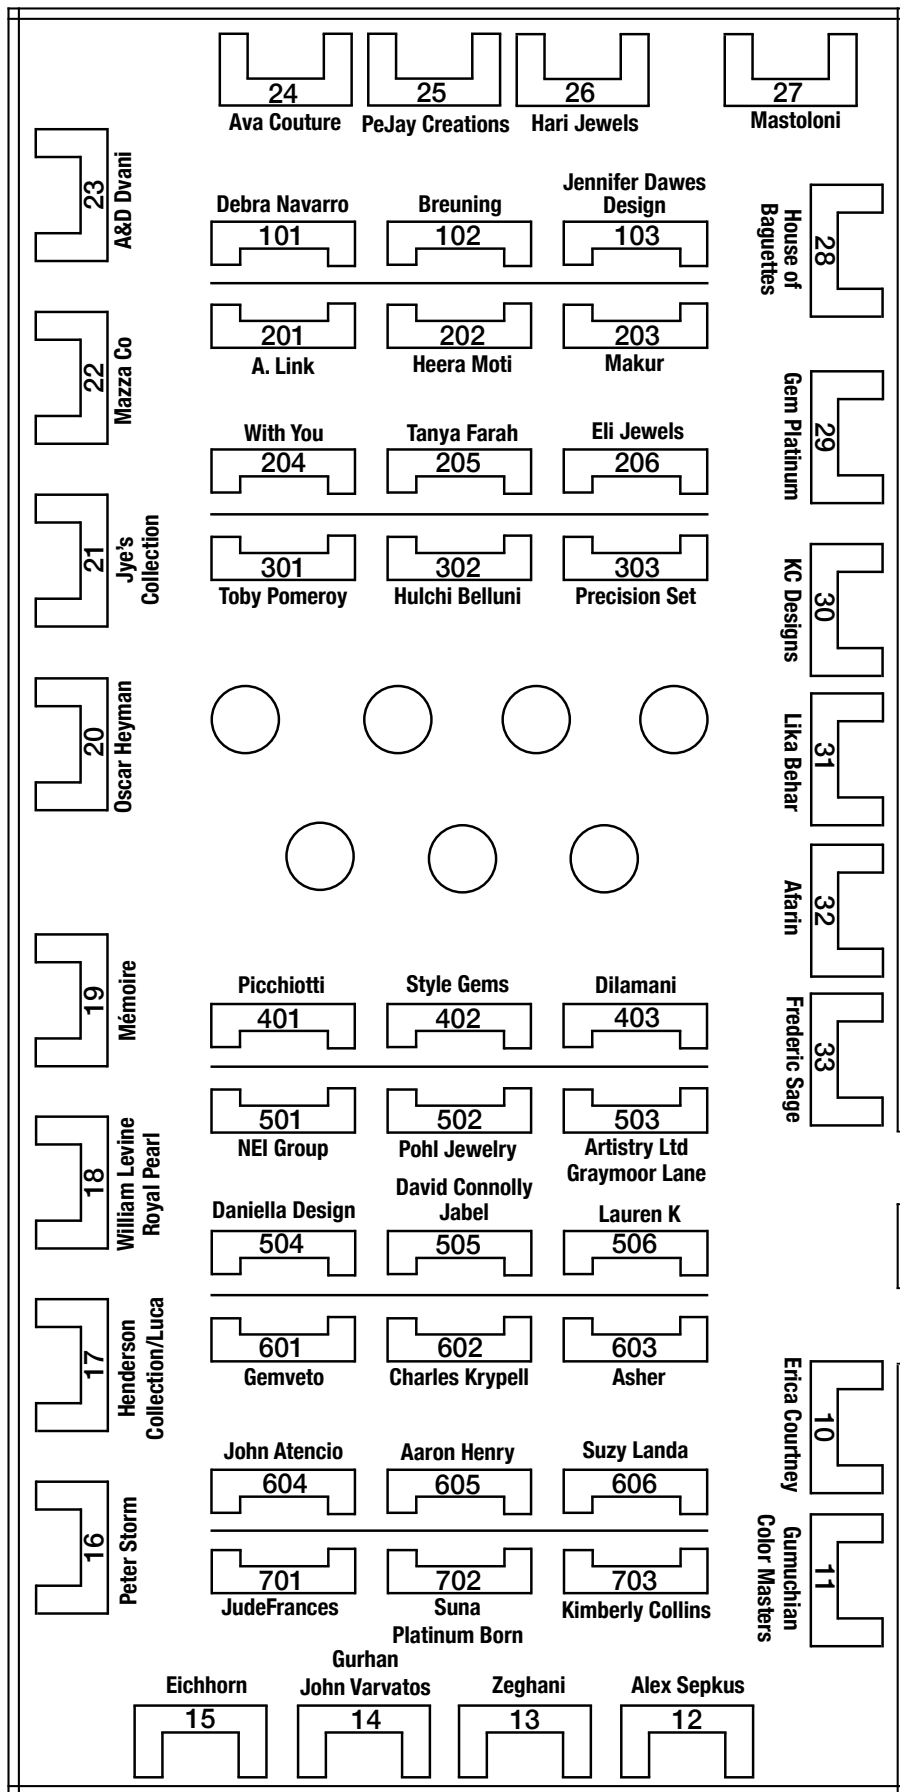 24
Ava Couture
25
PeJay Creations
26
Hari Jewels
27
Mastoloni
23
A&D Dvani
22
Mazza Co
21
Jye's
Collection
20
Oscar Heyman
19
Mémoire
18
William Levine
Royal Pearl
17
Henderson
Collection/Luca
16
Peter Storm
Debra Navarro
101
Breuning
102
Jennifer Dawes
Design
103
201
A. Link
202
Heera Moti
203
Makur
With You
204
Tanya Farah
205
Eli Jewels
206
301
Toby Pomeroy
302
Hulchi Belluni
303
Precision Set
Picchiotti
401
Style Gems
402
Dilamani
403
501
NEI Group
502
Pohl Jewelry
503
Artistry Ltd
Graymoor Lane
Daniella Design
504
David Connolly
Jabel
505
Lauren K
506
601
Gemveto
602
Charles Krypell
603
Asher
John Atencio
604
Aaron Henry
605
Suzy Landa
606
701
JudeFrances
702
Suna
Platinum Born
703
Kimberly Collins
28
House of
Baguettes
29
Gem Platinum
30
KC Designs
31
Lika Behar
32
Afarin
33
Frederic Sage
10
Erica Courtney
11
Gumuchian
Color Masters
Eichhorn
15
Gurhan
John Varvatos
14
Zeghani
13
Alex Sepkus
12